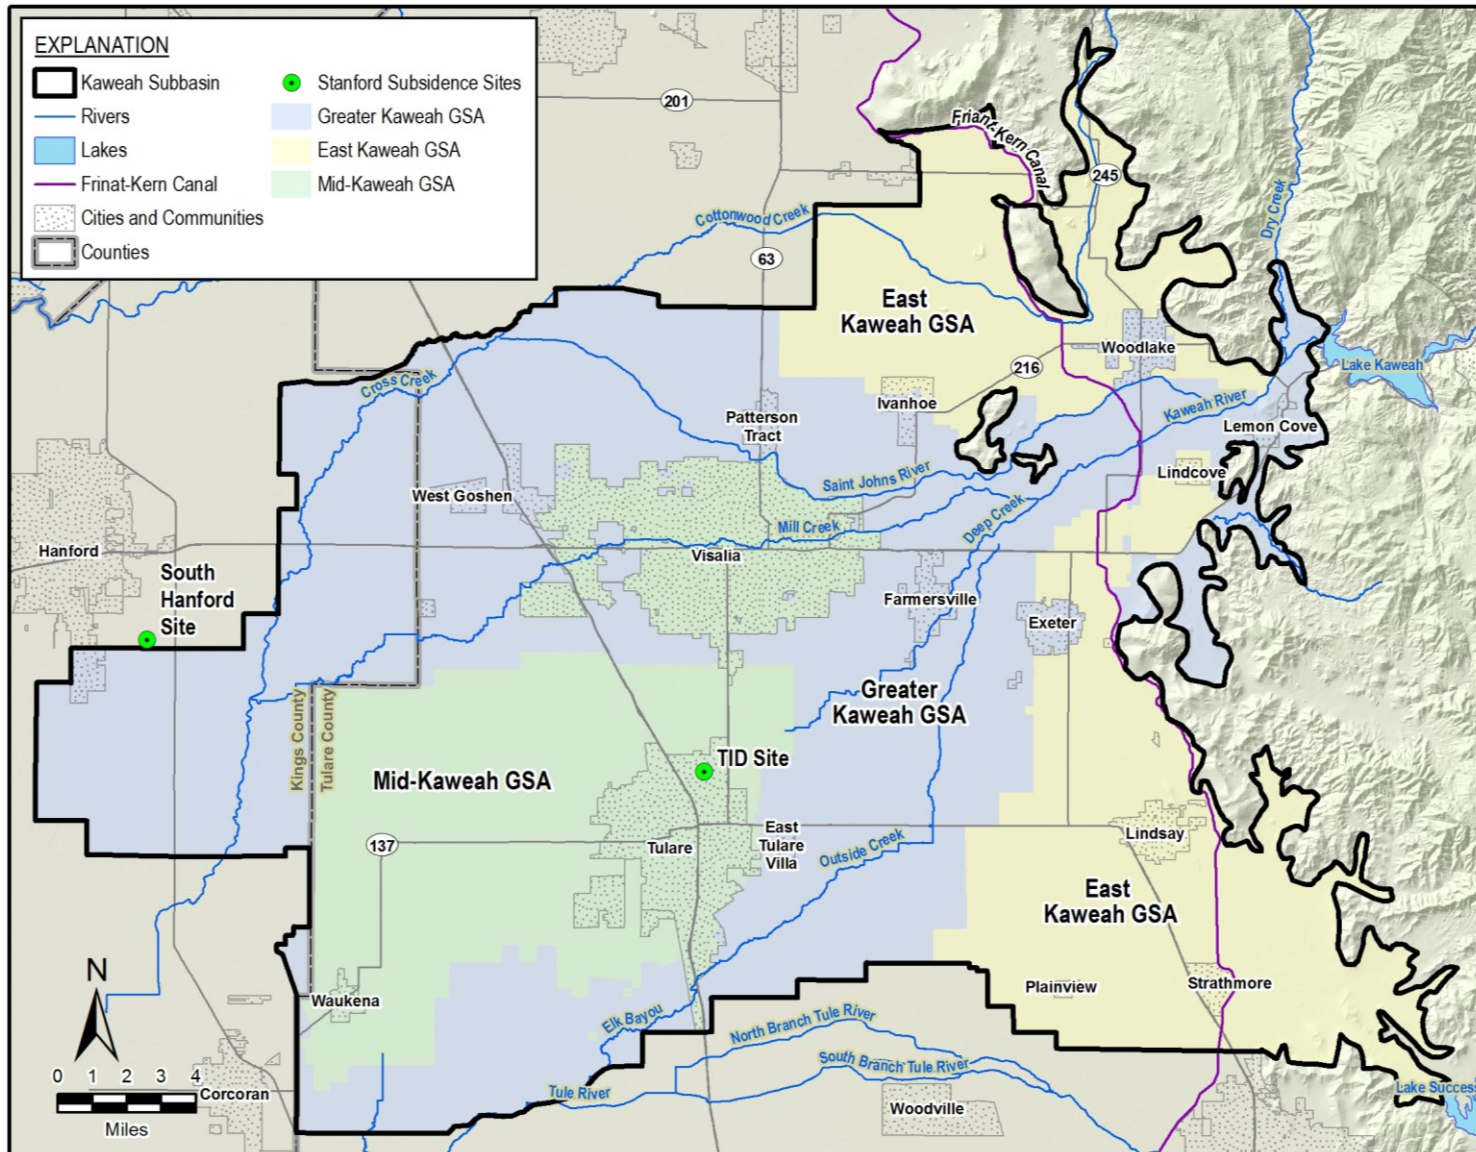 EXPLANATION
Kaweah Subbasin
Rivers
Lakes
Frinat-Kern Canal
Cities and Communities
Counties
Stanford Subsidence Sites
Greater Kaweah GSA
East Kaweah GSA
Mid-Kaweah GSA
201
Friant-Kern Canal
245
Dry Creek
Cottonwood Creek
63
East
Kaweah GSA
Woodlake
Lake Kaweah
216
Cross Creek
Kaweah River
Ivanhoe
Patterson
Tract
Lemon Cove
Lindcove
Saint Johns River
West Goshen
Mill Creek
Deep Creek
Hanford
Visalia
South
Hanford
Site
Farmersville
Exeter
Greater
Kaweah GSA
Kings County
Tulare County
TID Site
Mid-Kaweah GSA
137
Tulare
East
Tulare
Villa
Outside Creek
Lindsay
East
Kaweah GSA
N
Waukena
Plainview
Strathmore
Elk Bayou
North Branch Tule River
South Branch Tule River
0 1 2 3 4
Miles
Corcoran
Tule River
Woodville
Lake Success